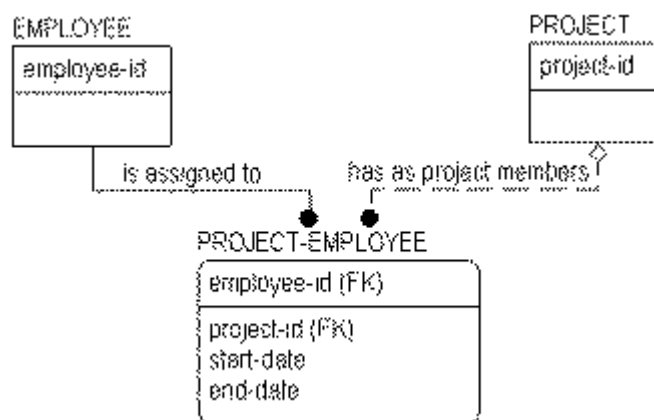 EMPLOYEE
employee-id
PROJECT
project-id
is assigned to
has as project members
PROJECT-EMPLOYEE
employee-id (FK)
project-id (FK)
start-date
end-date